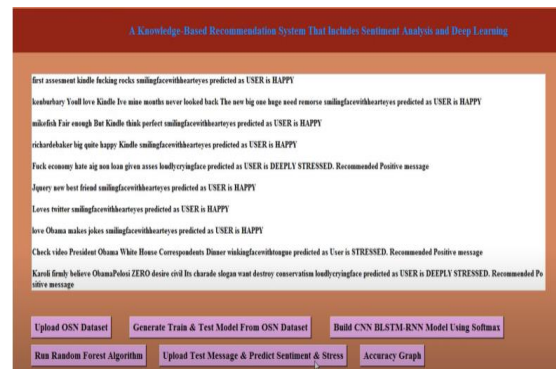 A Knowledge-Based Recommendation System That Includes Sentiment Analysis and Deep Learning
first assesment kindle fucking rocks smilingfacewithhearteyes predicted as USER is HAPPY
kenburbary Youll love Kindle Ive mine months never looked back The new big one huge need remorse smilingfacewithhearteyes predicted as USER is HAPPY
mikefish Fair enough But Kindle think perfect smilingfacewithhearteyes predicted as USER is HAPPY
richardebaker big quite happy Kindle smilingfacewithhearteyes predicted as USER is HAPPY
Fuck economy hate aig non loan given asses loudlycryingface predicted as USER is DEEPLY STRESSED. Recommended Positive message
Jquery new best friend smilingfacewithhearteyes predicted as USER is HAPPY
Loves twitter smilingfacewithhearteyes predicted as USER is HAPPY
love Obama makes jokes smilingfacewithhearteyes predicted as USER is HAPPY
Check video President Obama White House Correspondents Dinner winkingfacewithtongue predicted as User is STRESSED. Recommended Positive message
Karoli firmly believe ObamaPelosi ZERO desire civil Its charade slogan want destroy conservatism loudlycryingface predicted as USER is DEEPLY STRESSED. Recommended Po
sitive message
Upload OSN Dataset
Generate Train & Test Model From OSN Dataset
Build CNN BLSTM-RNN Model Using Softmax
Run Random Forest Algorithm
Upload Test Message & Predict Sentiment & Stress
Accuracy Graph